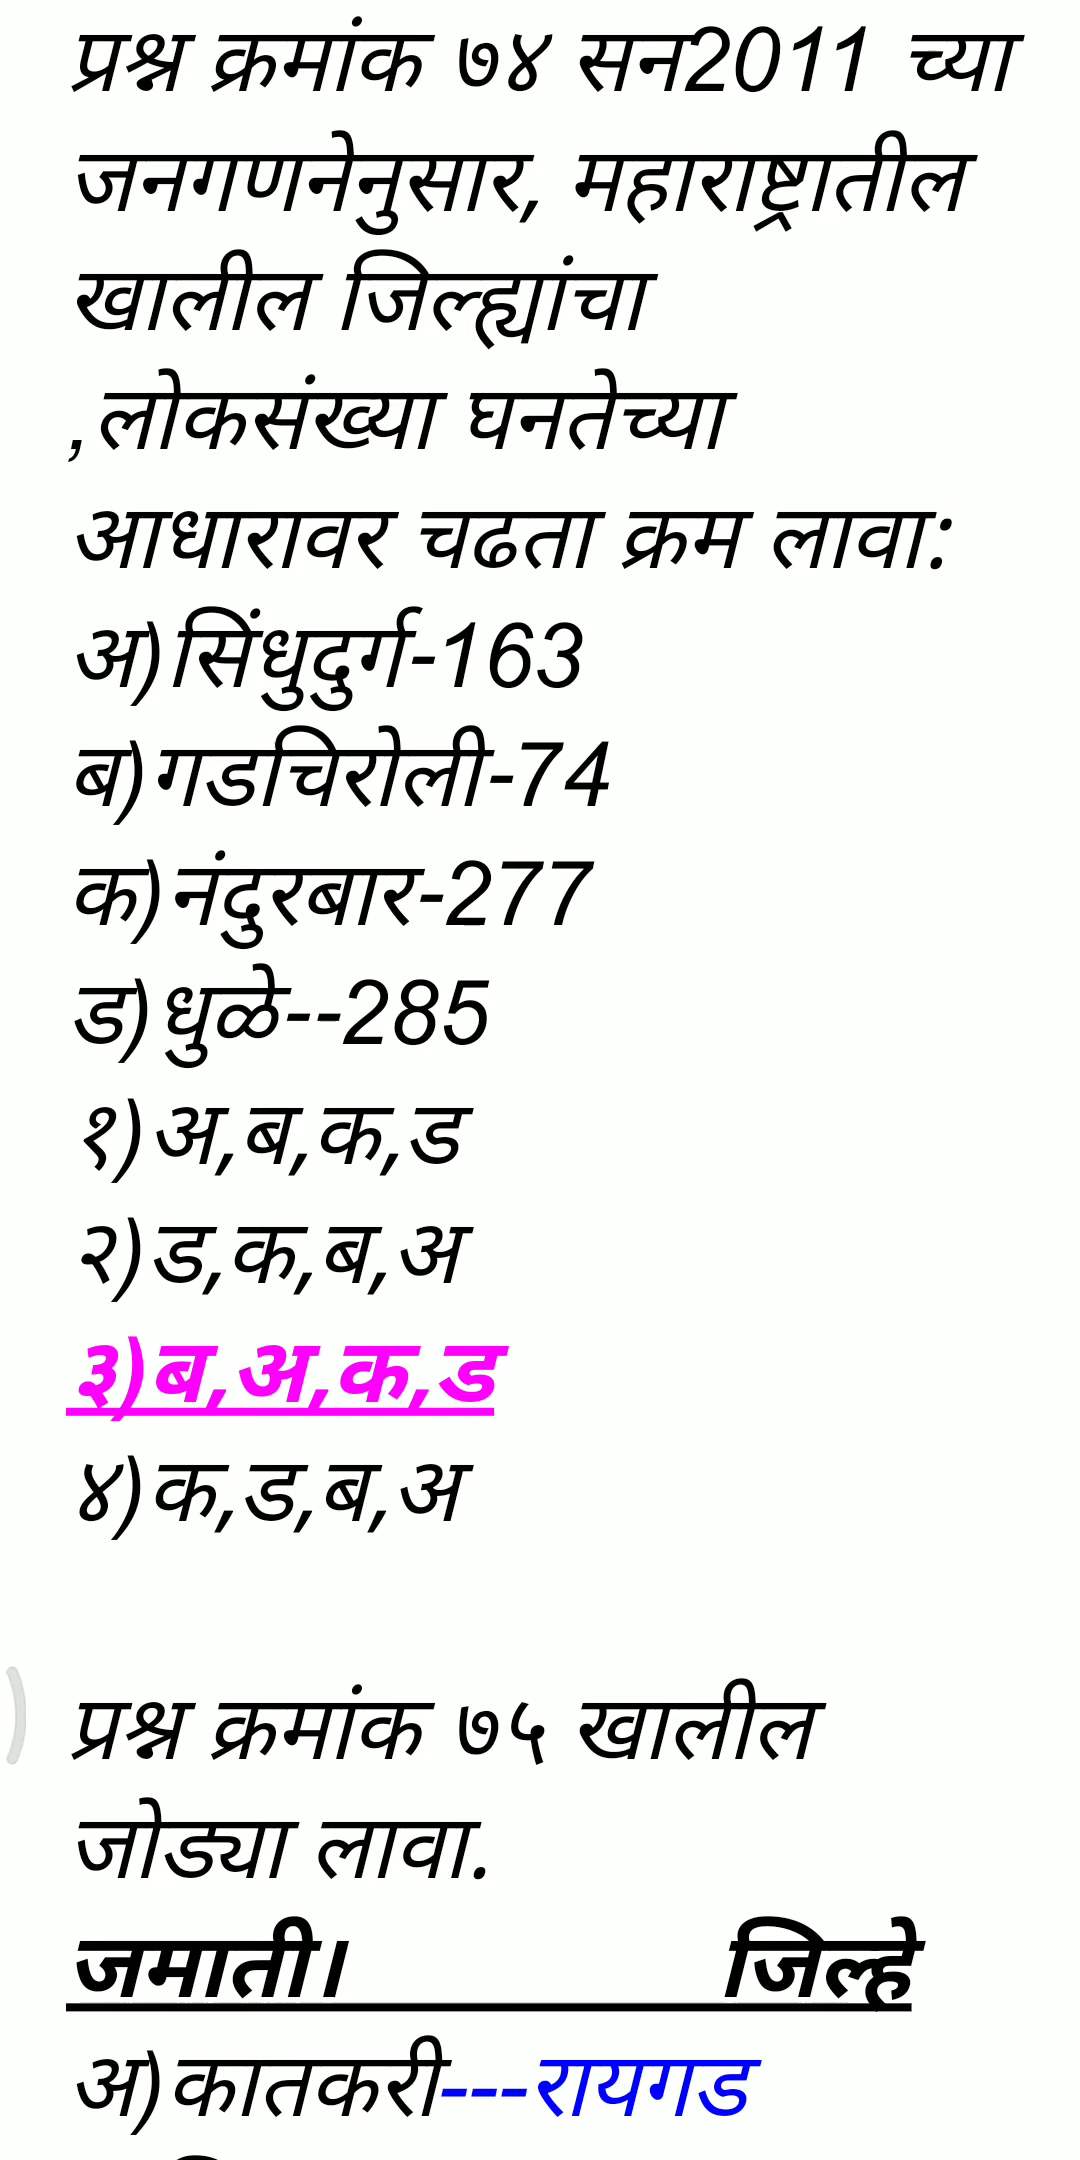 प्रश्न क्रमांक ७४ सन2011 च्या
जनगणनेनुसार, महाराष्ट्रातील
खालील जिल्ह्यांचा
,लोकसंख्या घनतेच्या
आधारावर चढता क्रम लावा:
अ)सिंधुदुर्ग-163
ब)गडचिरोली-74
क)नंदुरबार-277
ड)धुळे--285
१)अ,ब,क,ड
२)ड,क,ब,अ
३)ब,अ,क,ड
४)क,ड,ब,अ
प्रश्न क्रमांक ७५ खालील
जोड्या लावा.
जमाती। जिल्हे
अ)कातकरी---रायगड